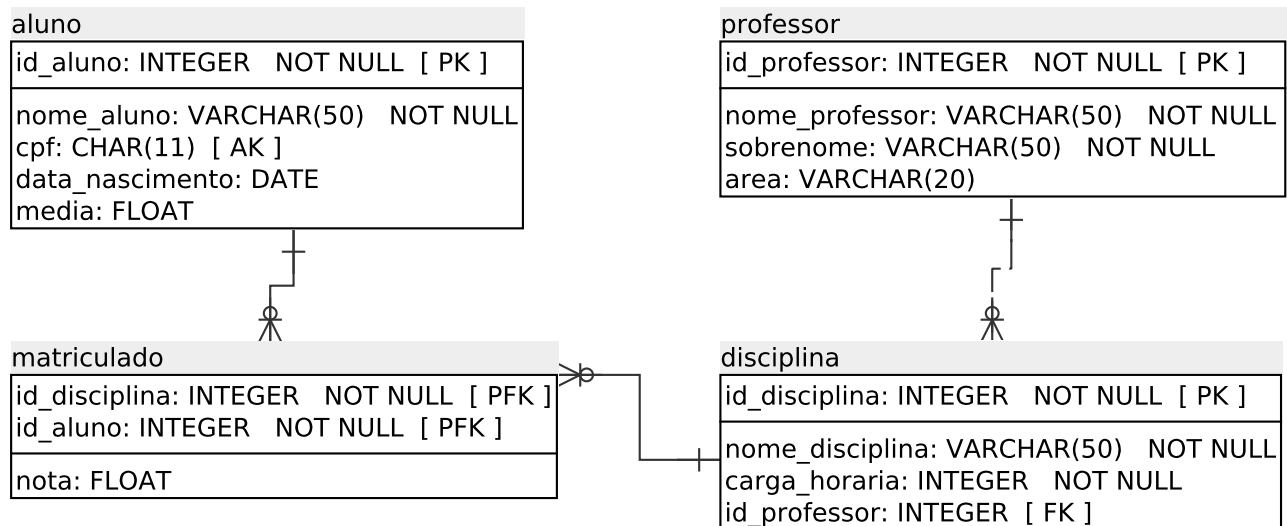 aluno
id_aluno: INTEGER NOT NULL [ PK ]
nome_aluno: VARCHAR(50) NOT NULL
cpf: CHAR(11) [ AK ]
data_nascimento: DATE
media: FLOAT
professor
id_professor: INTEGER NOT NULL [ PK ]
nome_professor: VARCHAR(50) NOT NULL
sobrenome: VARCHAR(50) NOT NULL
area: VARCHAR(20)
matriculado
id_disciplina: INTEGER NOT NULL [ PFK ]
id_aluno: INTEGER NOT NULL [ PFK ]
nota: FLOAT
disciplina
id_disciplina: INTEGER NOT NULL [ PK ]
nome_disciplina: VARCHAR(50) NOT NULL
carga_horaria: INTEGER NOT NULL
id_professor: INTEGER [ FK ]